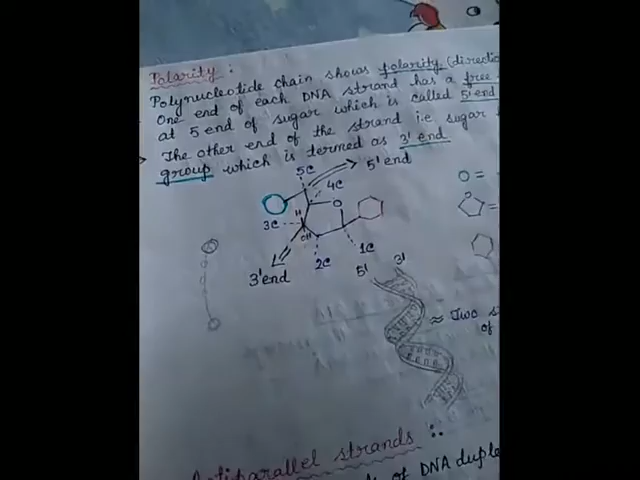 Polarity :
Polynucleotide chain shows polarity (directio
One end of each DNA strand has a free
at 5 end of sugar which is called 5' end
The other end of the strand i.e sugar
group which is termed as 3' end
5C
5' end
4C
O
O =
H
3C
OH
=
1C
2C
3' end
5'
3'
≈ Two s
of
Antiparallel strands :
of DNA duple